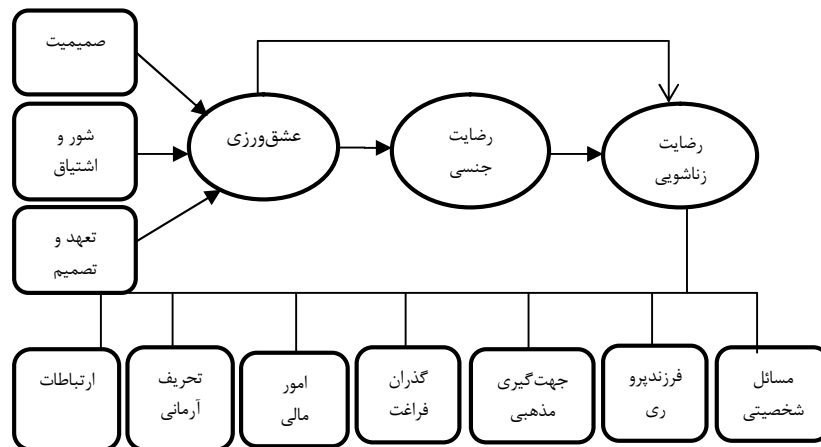 صمیمیت
شور و
اشتیاق
تعهد و
تصمیم
عشق‌ورزی
رضایت
جنسی
رضایت
زناشویی
ارتباطات
تحریف
آرمانی
امور
مالی
گذران
فراغت
جهت‌گیری
مذهبی
فرزندپرو
ری
مسائل
شخصیتی